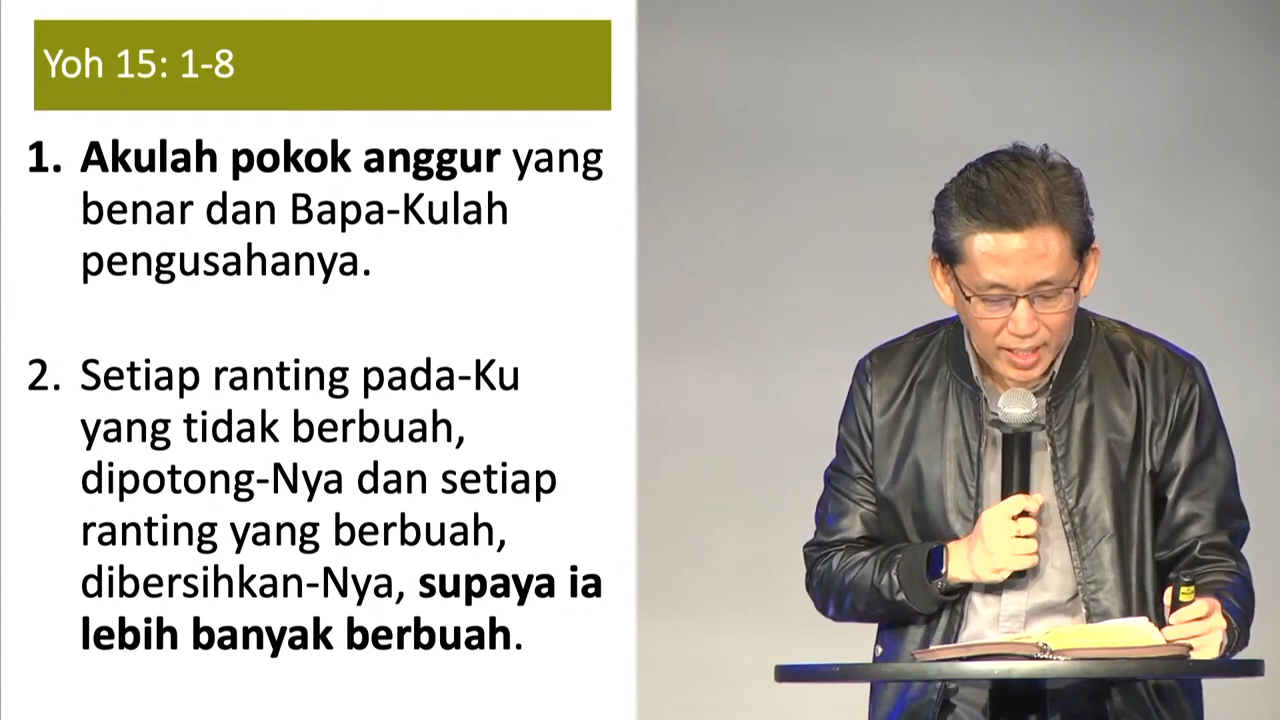 Yoh 15: 1-8
1. Akulah pokok anggur yang
benar dan Bapa-Kulah
pengusahanya.
2. Setiap ranting pada-Ku
yang tidak berbuah,
dipotong-Nya dan setiap
ranting yang berbuah,
dibersihkan-Nya, supaya ia
lebih banyak berbuah.